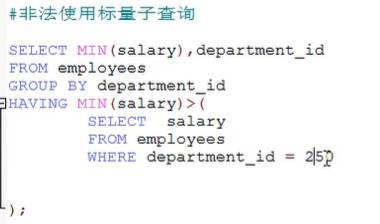 #非法使用标量子查询
SELECT MIN(salary),department_id
FROM employees
GROUP BY department_id
HAVING MIN(salary)>(
SELECT salary
FROM employees
WHERE department_id = 250
);